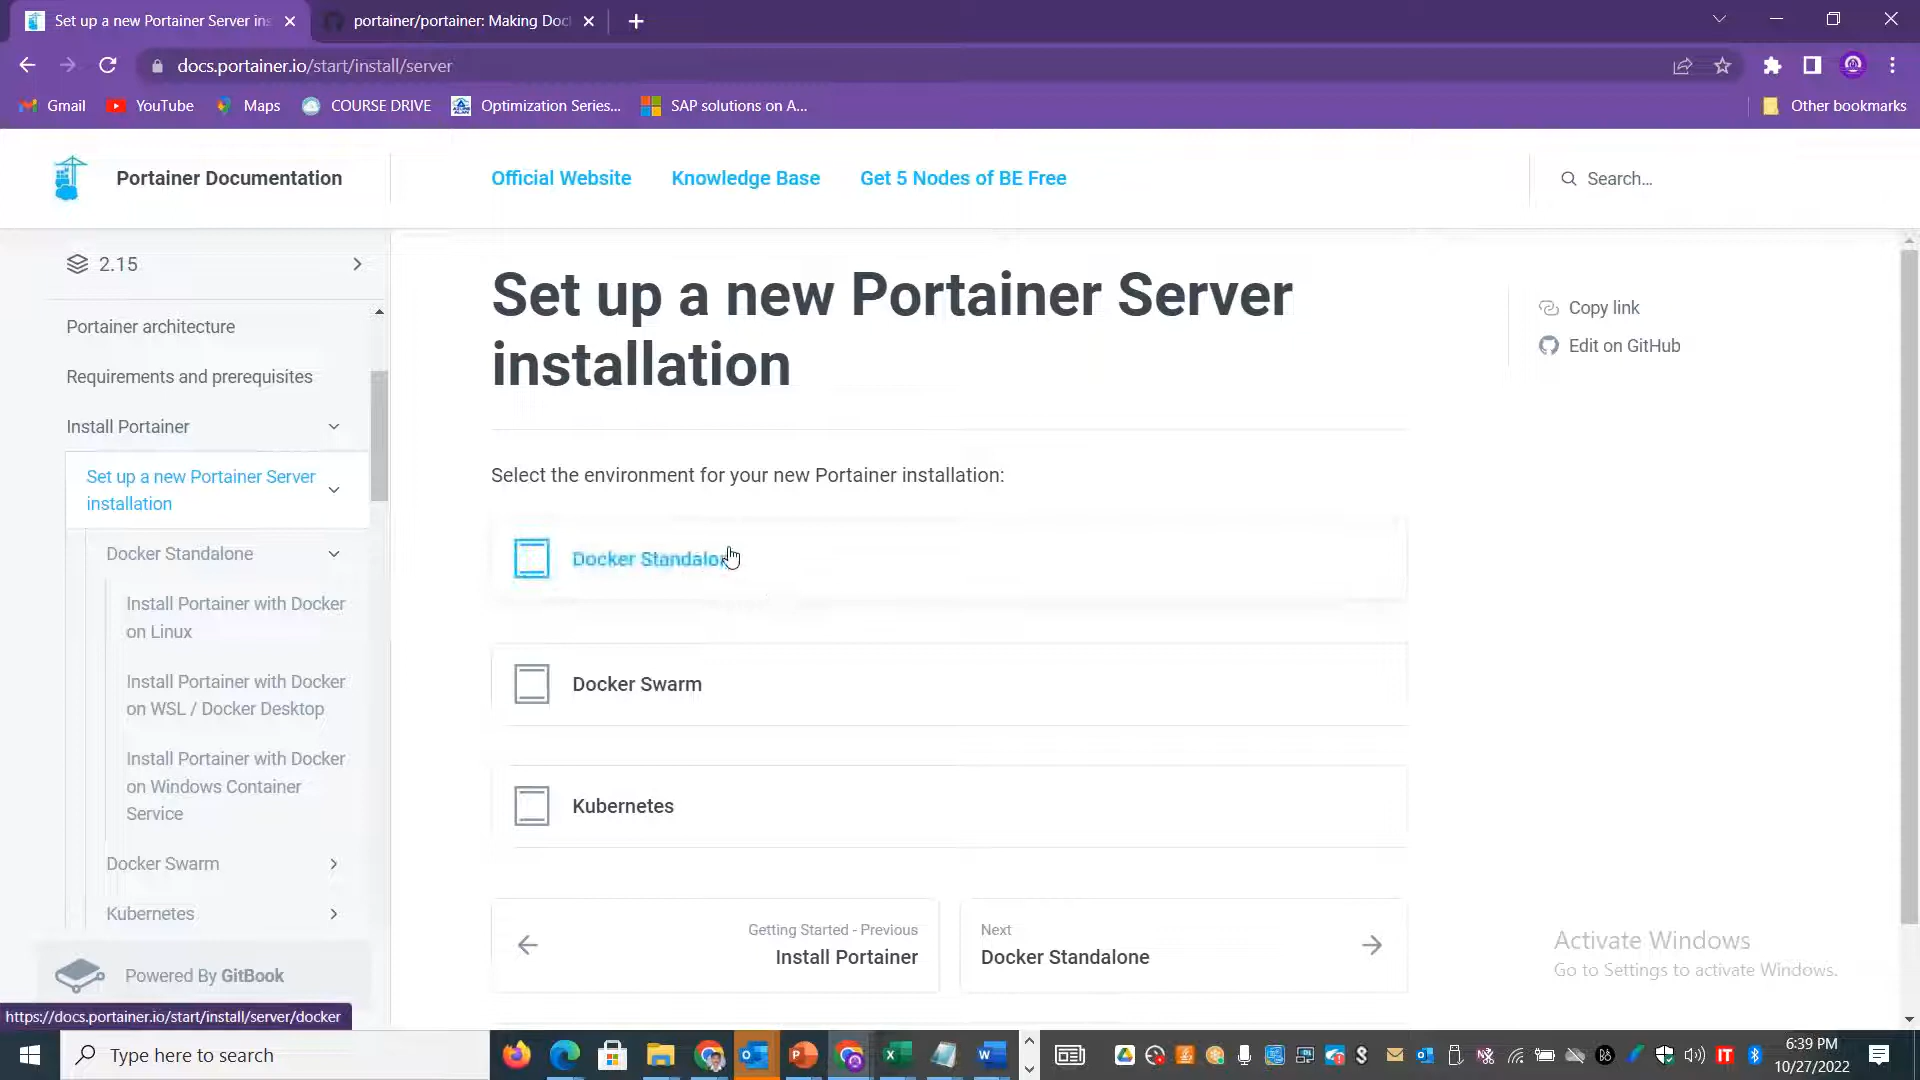 Set up a new Portainer Server ins
portainer/portainer: Making Doc
docs.portainer.io/start/install/server
Gmail
YouTube
Maps
COURSE DRIVE
Optimization Series...
SAP solutions on A...
Other bookmarks
Portainer Documentation
Official Website
Knowledge Base
Get 5 Nodes of BE Free
Search...
2.15
Portainer architecture
Requirements and prerequisites
Install Portainer
Set up a new Portainer Server
installation
Docker Standalone
Install Portainer with Docker
on Linux
Install Portainer with Docker
on WSL / Docker Desktop
Install Portainer with Docker
on Windows Container
Service
Docker Swarm
Kubernetes
Powered By GitBook
Set up a new Portainer Server
installation
Select the environment for your new Portainer installation:
Docker Standalon
Docker Swarm
Kubernetes
Getting Started - Previous
Install Portainer
Next
Docker Standalone
Copy link
Edit on GitHub
Activate Windows
Go to Settings to activate Windows.
https://docs.portainer.io/start/install/server/docker
Type here to search
6:39 PM
10/27/2022